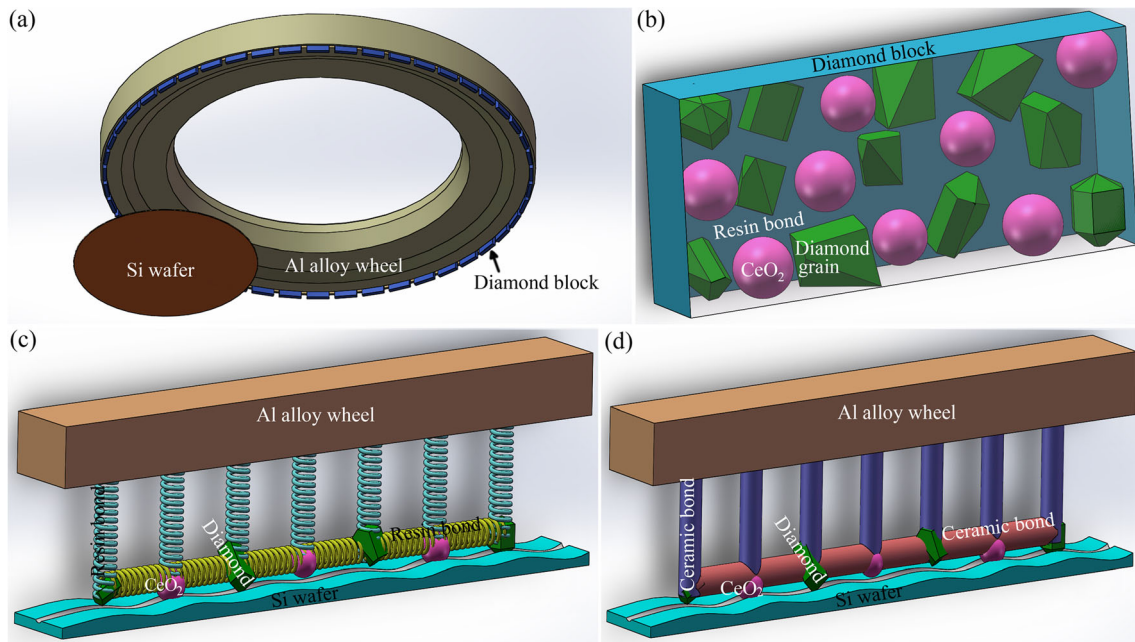 (a)
Si wafer
Al alloy wheel
Diamond block
(b)
Diamond block
Resin bond
CeO₂
Diamond
grain
(c)
Al alloy wheel
Resin bond
Diamond
Resin bond
CeO₂
Si wafer
(d)
Al alloy wheel
Ceramic bond
Diamond
Ceramic bond
CeO₂
Si wafer